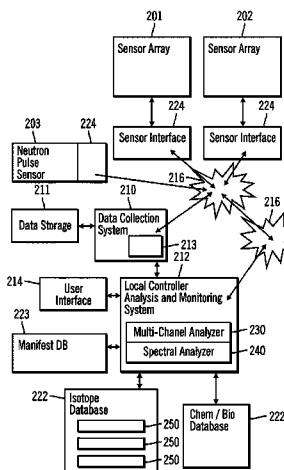 201
202
Sensor Array
Sensor Array
224
224
Sensor Interface
Sensor Interface
203
224
Neutron
Pulse
Sensor
216
216
211
210
Data Storage
Data Collection
System
213
212
214
User
Interface
Local Controller
Analysis and Monitoring
System
223
Manifest DB
Multi-Chanel Analyzer
230
Spectral Analyzer
240
222
Isotope
Database
250
250
250
Chem / Bio
Database
222